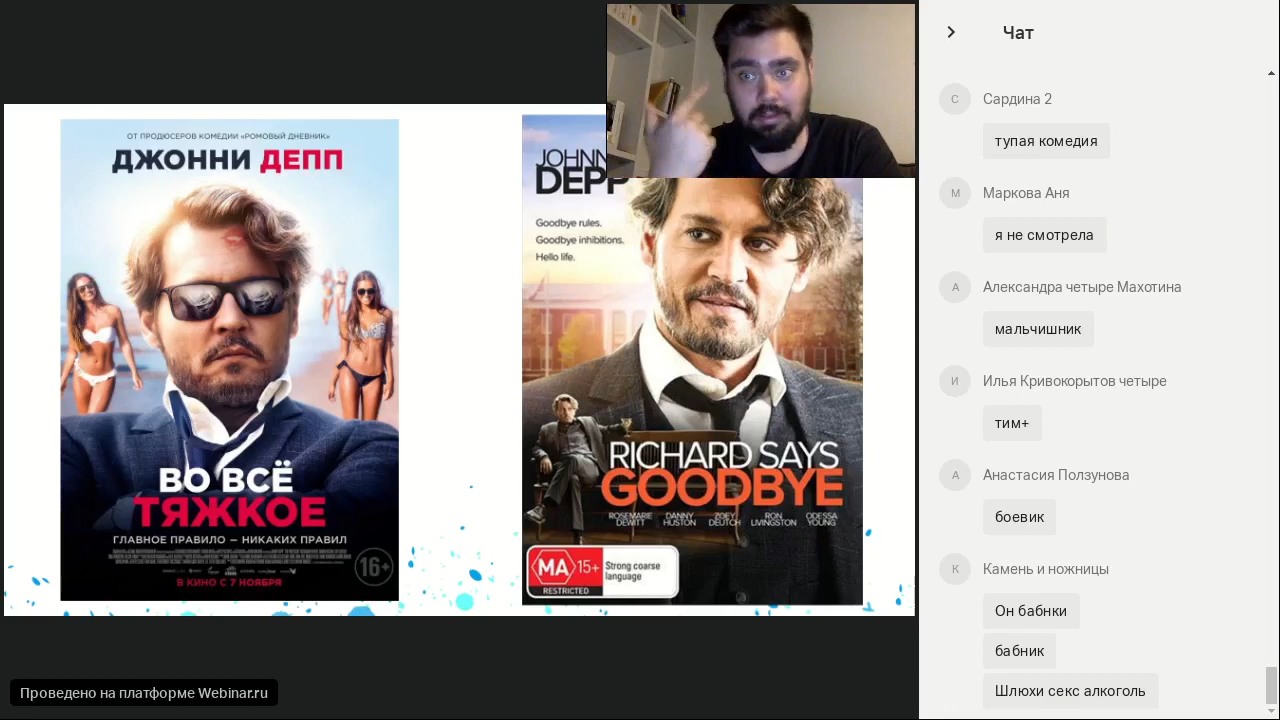 ОТ ПРОДЮСЕРОВ КОМЕДИИ «РОМОВЫЙ ДНЕВНИК»
ДЖОННИ ДЕПП
ВО ВСЁ
ТЯЖКОЕ
ГЛАВНОЕ ПРАВИЛО – НИКАКИХ ПРАВИЛ
В КИНО С 7 НОЯБРЯ
16+
DEPP
Goodbye rules.
Goodbye inhibitions.
Hello life.
RICHARD SAYS
GOODBYE
ROSEMARIE DANNY ZOEY RON ODESSA
DEWITT HUSTON DEUTCH LIVINGSTON YOUNG
MA 15+ Strong coarse
language
RESTRICTED
Проведено на платформе Webinar.ru
Чат
С Сардина 2
тупая комедия
М Маркова Аня
я не смотрела
А Александра четыре Махотина
мальчишник
И Илья Кривокорытов четыре
тим+
А Анастасия Ползунова
боевик
К Камень и ножницы
Он бабнки
бабник
Шлюхи секс алкоголь